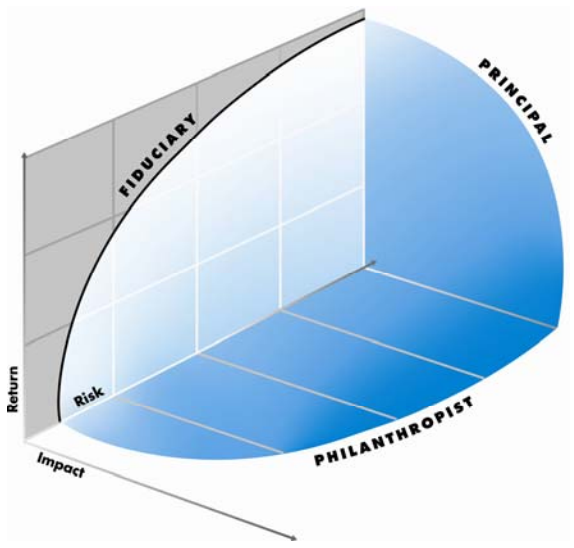 PRINCIPAL
FIDUCIARY
Return
Risk
Impact
PHILANTHROPIST